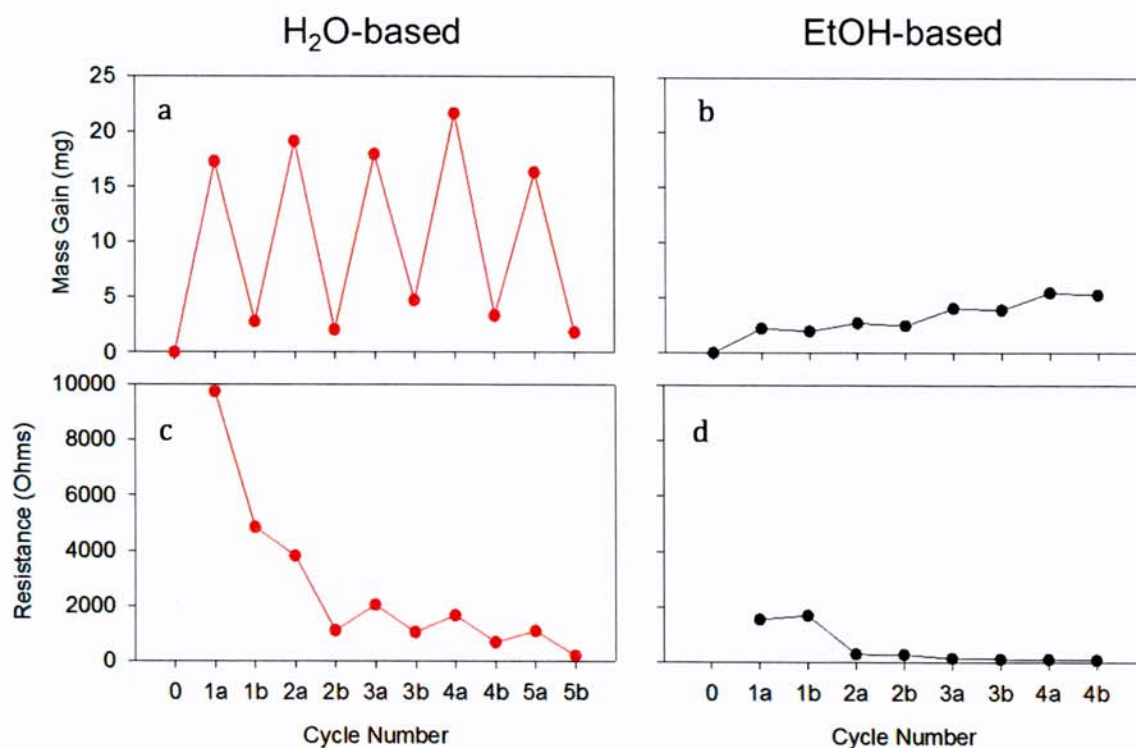 H₂O-based
EtOH-based
Mass Gain (mg)
25
20
15
10
5
0
a
b
Resistance (Ohms)
10000
8000
6000
4000
2000
0
c
d
0 1a 1b 2a 2b 3a 3b 4a 4b 5a 5b
0 1a 1b 2a 2b 3a 3b 4a 4b
Cycle Number
Cycle Number